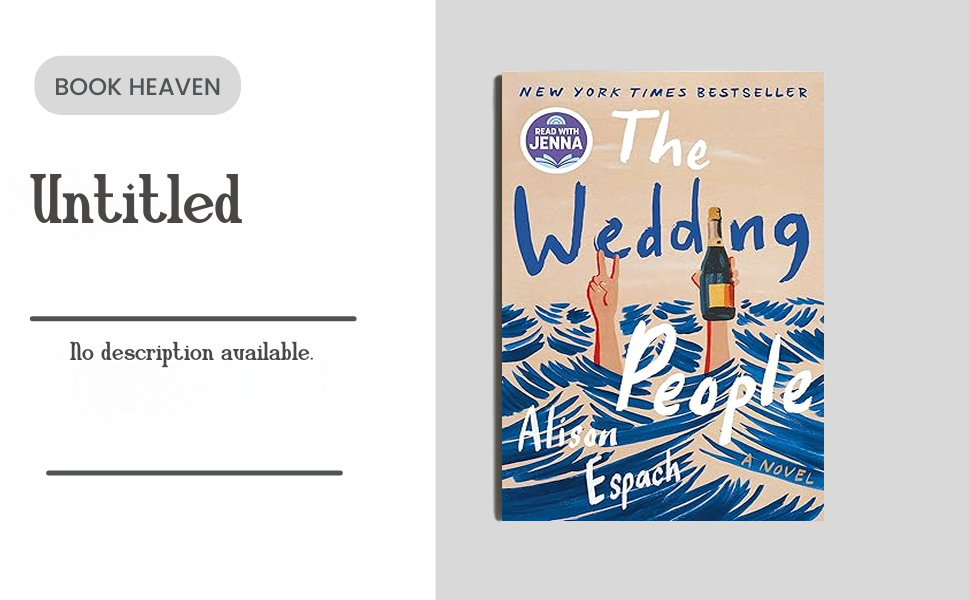 BOOK HEAVEN
Untitled
No description available.
NEW YORK TIMES BESTSELLER
READ WITH
JENNA
The
Wedding
People
Alison
Espach
A NOVEL